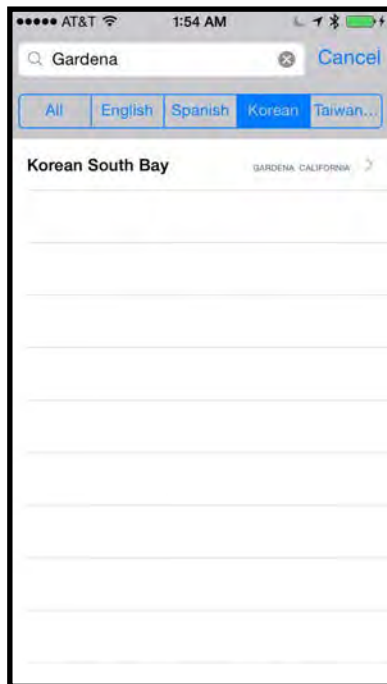 AT&T 1:54 AM
Gardena Cancel
All English Spanish Korean Taiwan...
Korean South Bay GARDENA, CALIFORNIA